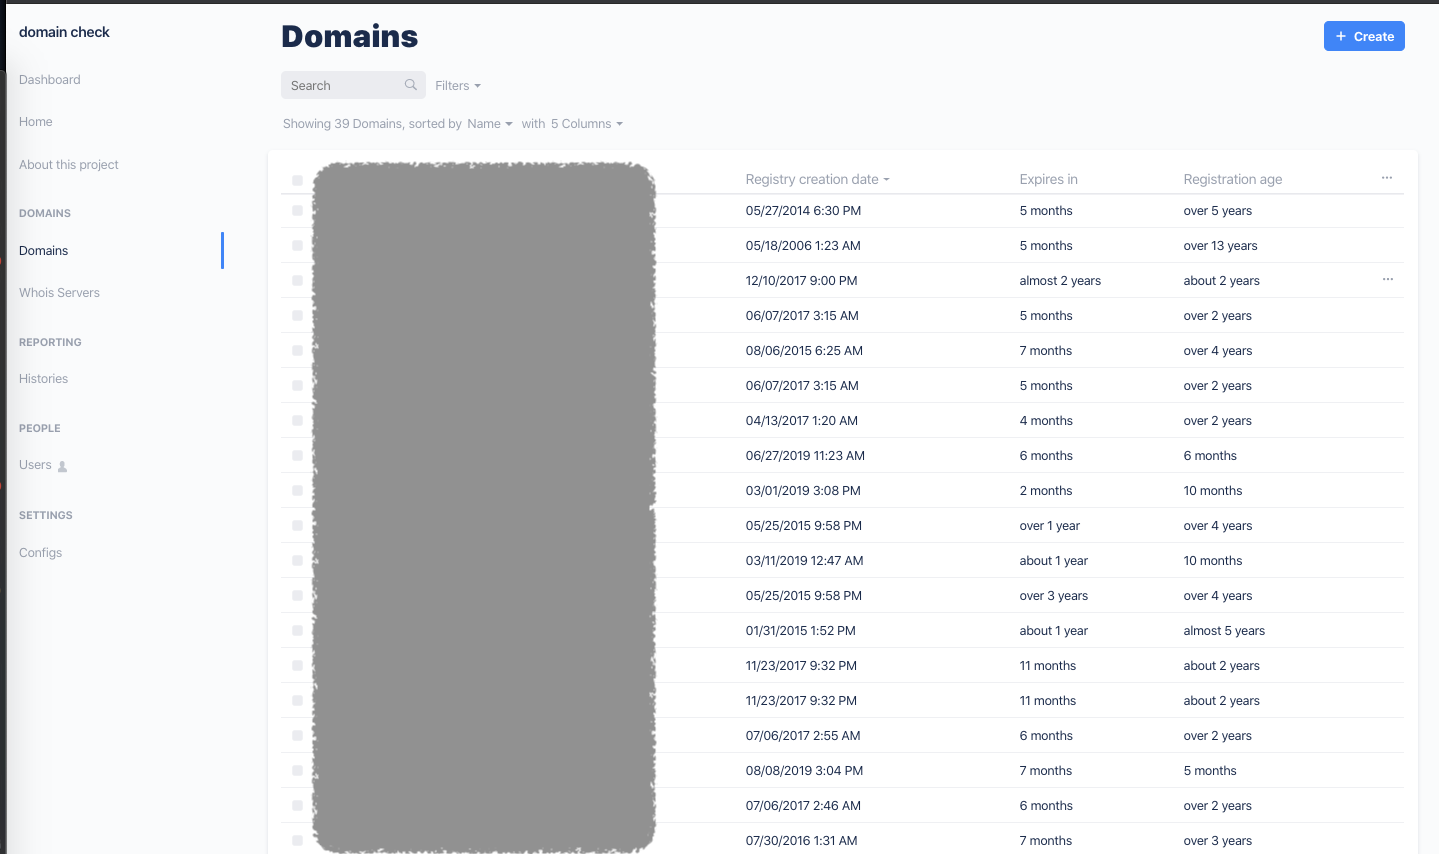 domain check
Dashboard
Home
About this project
DOMAINS
Domains
Whois Servers
REPORTING
Histories
PEOPLE
Users
SETTINGS
Configs
Domains
+ Create
Search
Filters
Showing 39 Domains, sorted by Name with 5 Columns
Registry creation date Expires in Registration age ...
05/27/2014 6:30 PM 5 months over 5 years
05/18/2006 1:23 AM 5 months over 13 years
12/10/2017 9:00 PM almost 2 years about 2 years ...
06/07/2017 3:15 AM 5 months over 2 years
08/06/2015 6:25 AM 7 months over 4 years
06/07/2017 3:15 AM 5 months over 2 years
04/13/2017 1:20 AM 4 months over 2 years
06/27/2019 11:23 AM 6 months 6 months
03/01/2019 3:08 PM 2 months 10 months
05/25/2015 9:58 PM over 1 year over 4 years
03/11/2019 12:47 AM about 1 year 10 months
05/25/2015 9:58 PM over 3 years over 4 years
01/31/2015 1:52 PM about 1 year almost 5 years
11/23/2017 9:32 PM 11 months about 2 years
11/23/2017 9:32 PM 11 months about 2 years
07/06/2017 2:55 AM 6 months over 2 years
08/08/2019 3:04 PM 7 months 5 months
07/06/2017 2:46 AM 6 months over 2 years
07/30/2016 1:31 AM 7 months over 3 years